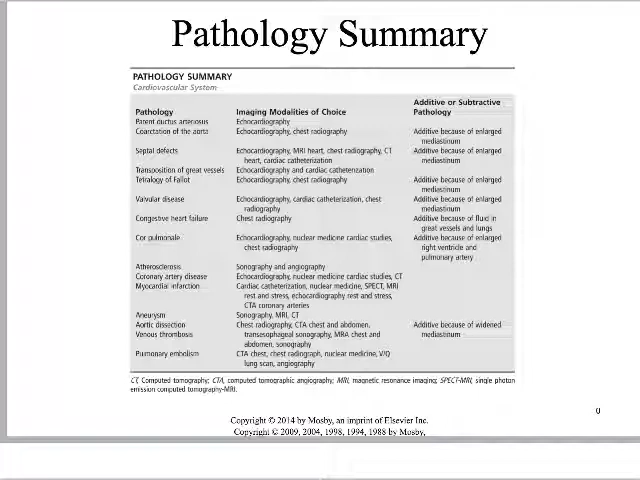 Pathology Summary
PATHOLOGY SUMMARY
Cardiovascular System
Additive or Subtractive
Pathology Imaging Modalities of Choice Pathology
Patent ductus arteriosus Echocardiography
Coarctation of the aorta Echocardiography, chest radiography Additive because of enlarged
mediastinum
Septal defects Echocardiography, MRI heart, chest radiography, CT Additive because of enlarged
heart, cardiac catheterization mediastinum
Transposition of great vessels Echocardiography and cardiac catheterization
Tetralogy of Fallot Echocardiography, chest radiography Additive because of enlarged
mediastinum
Valvular disease Echocardiography, cardiac catheterization, chest Additive because of enlarged
radiography mediastinum
Congestive heart failure Chest radiography Additive because of fluid in
great vessels and lungs
Cor pulmonale Echocardiography, nuclear medicine cardiac studies, Additive because of enlarged
chest radiography right ventricle and
pulmonary artery
Atherosclerosis Sonography and angiography
Coronary artery disease Echocardiography, nuclear medicine cardiac studies, CT
Myocardial infarction Cardiac catheterization, nuclear medicine, SPECT, MRI
rest and stress, echocardiography rest and stress,
CTA coronary arteries
Aneurysm Sonography, MRI, CT
Aortic dissection Chest radiography, CTA chest and abdomen, Additive because of widened
Venous thrombosis transesophageal sonography, MRA chest and mediastinum
abdomen, sonography
Pulmonary embolism CTA chest, chest radiograph, nuclear medicine, V/Q
lung scan, angiography
CT, Computed tomography; CTA, computed tomographic angiography; MRI, magnetic resonance imaging; SPECT-MRI, single photon
emission computed tomography-MRI.
0
Copyright © 2014 by Mosby, an imprint of Elsevier Inc.
Copyright © 2009, 2004, 1998, 1994, 1988 by Mosby,